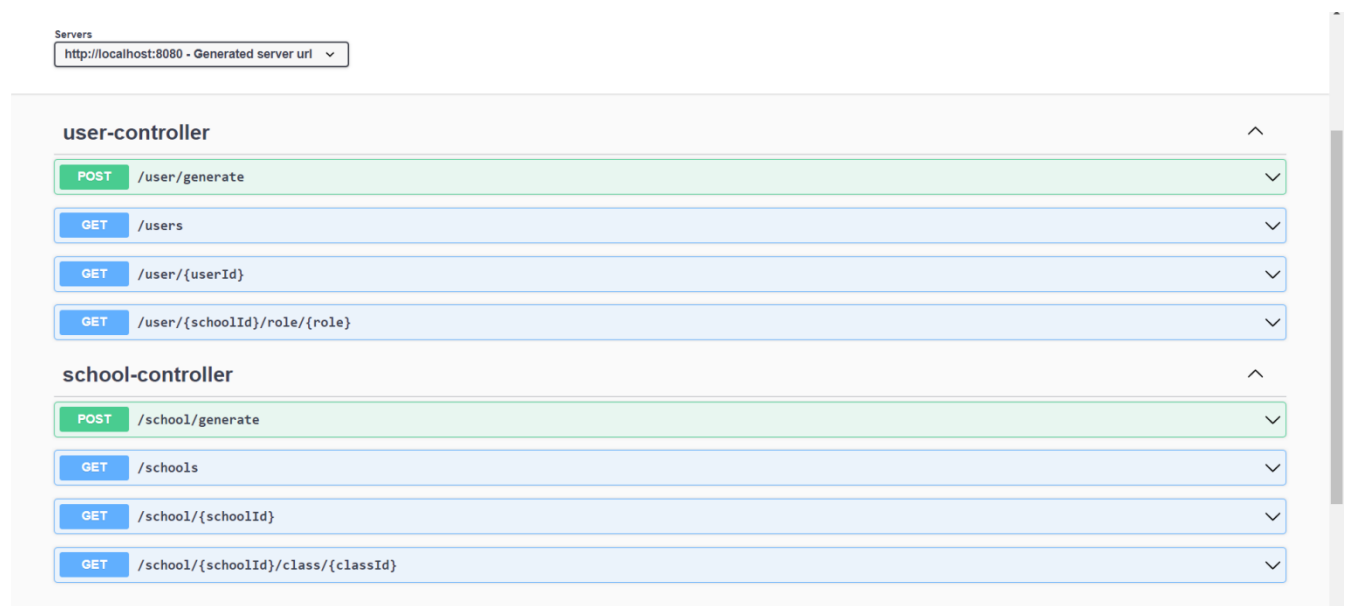 Servers
http://localhost:8080 - Generated server url
user-controller
POST /user/generate
GET /users
GET /user/{userId}
GET /user/{schoolId}/role/{role}
school-controller
POST /school/generate
GET /schools
GET /school/{schoolId}
GET /school/{schoolId}/class/{classId}